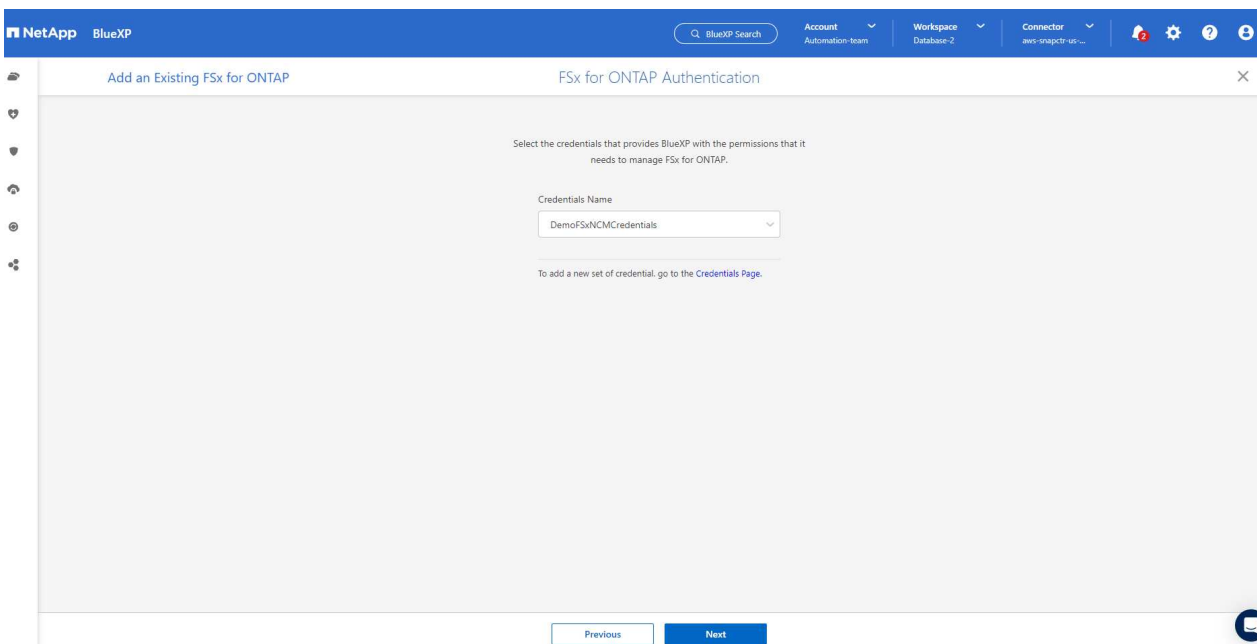 NetApp BlueXP
BlueXP Search
Account
Automation-team
Workspace
Database-2
Connector
aws-snapctr-us-...
2
Add an Existing FSx for ONTAP
FSx for ONTAP Authentication
Select the credentials that provides BlueXP with the permissions that it
needs to manage FSx for ONTAP.
Credentials Name
DemoFSxNCMCredentials
To add a new set of credential. go to the Credentials Page.
Previous
Next